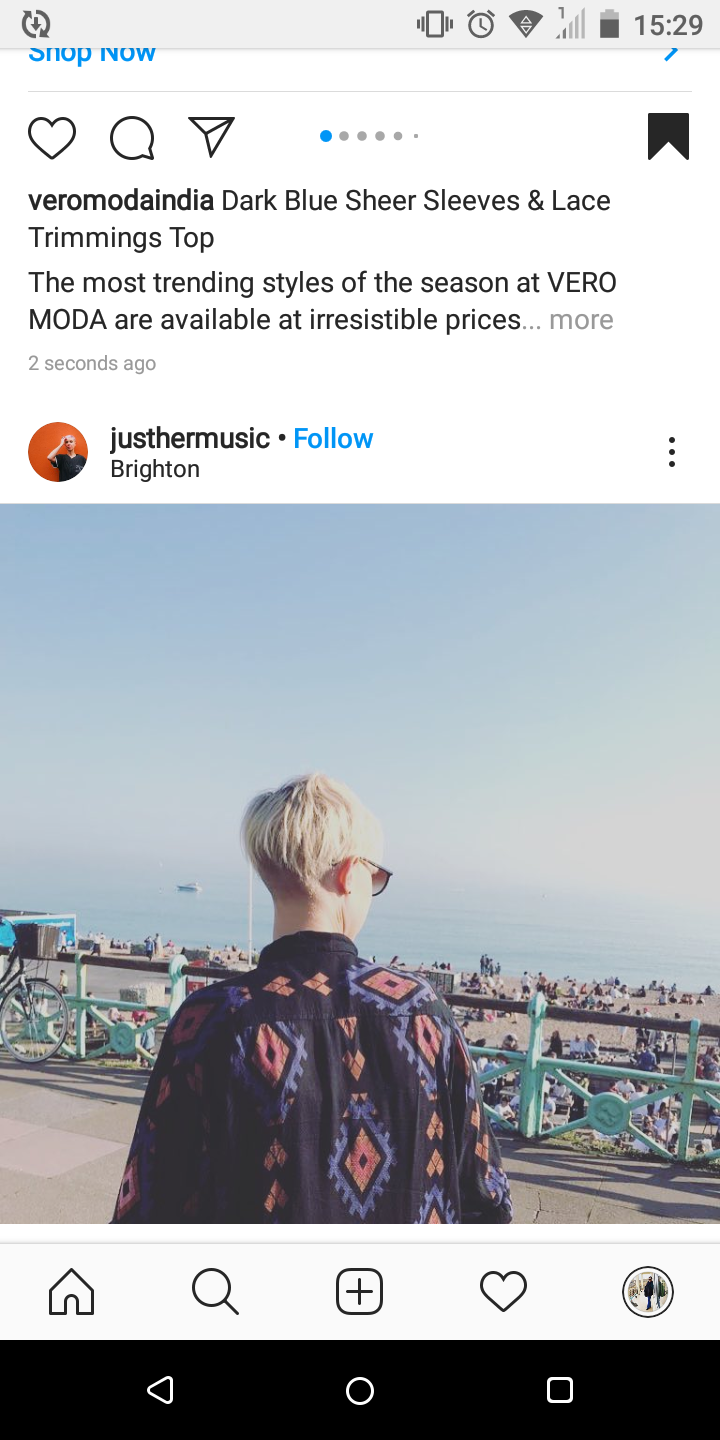 15:29
Shop Now
veromodaindia Dark Blue Sheer Sleeves & Lace
Trimmings Top
The most trending styles of the season at VERO
MODA are available at irresistible prices... more
2 seconds ago
justhermusic • Follow
Brighton